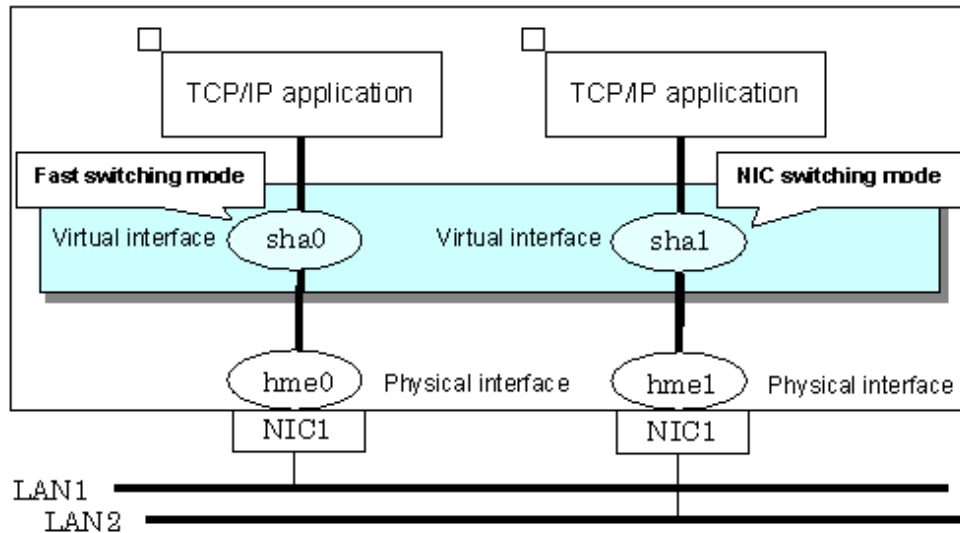 TCP/IP application
TCP/IP application
Fast switching mode
NIC switching mode
Virtual interface
sha0
Virtual interface
sha1
hme0
Physical interface
hme1
Physical interface
NIC1
NIC1
LAN1
LAN2